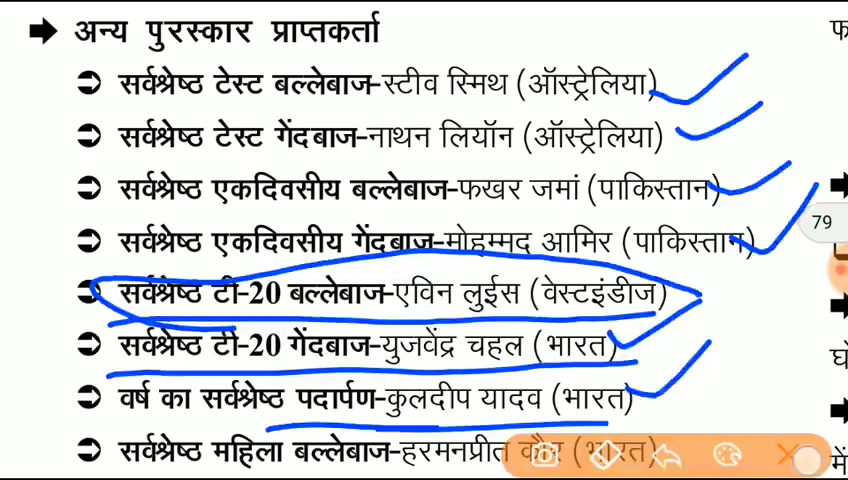 अन्य पुरस्कार प्राप्तकर्ता
सर्वश्रेष्ठ टेस्ट बल्लेबाज-स्टीव स्मिथ (ऑस्ट्रेलिया)
सर्वश्रेष्ठ टेस्ट गेंदबाज-नाथन लियॉन (ऑस्ट्रेलिया)
सर्वश्रेष्ठ एकदिवसीय बल्लेबाज-फखर जमां (पाकिस्तान)
सर्वश्रेष्ठ एकदिवसीय गेंदबाज-मोहम्मद आमिर (पाकिस्तान)
79
सर्वश्रेष्ठ टी-20 बल्लेबाज-एविन लुईस (वेस्टइंडीज)
सर्वश्रेष्ठ टी-20 गेंदबाज-युजवेंद्र चहल (भारत)
वर्ष का सर्वश्रेष्ठ पदार्पण-कुलदीप यादव (भारत)
सर्वश्रेष्ठ महिला बल्लेबाज-हरमनप्रीत कौर (भारत)
में